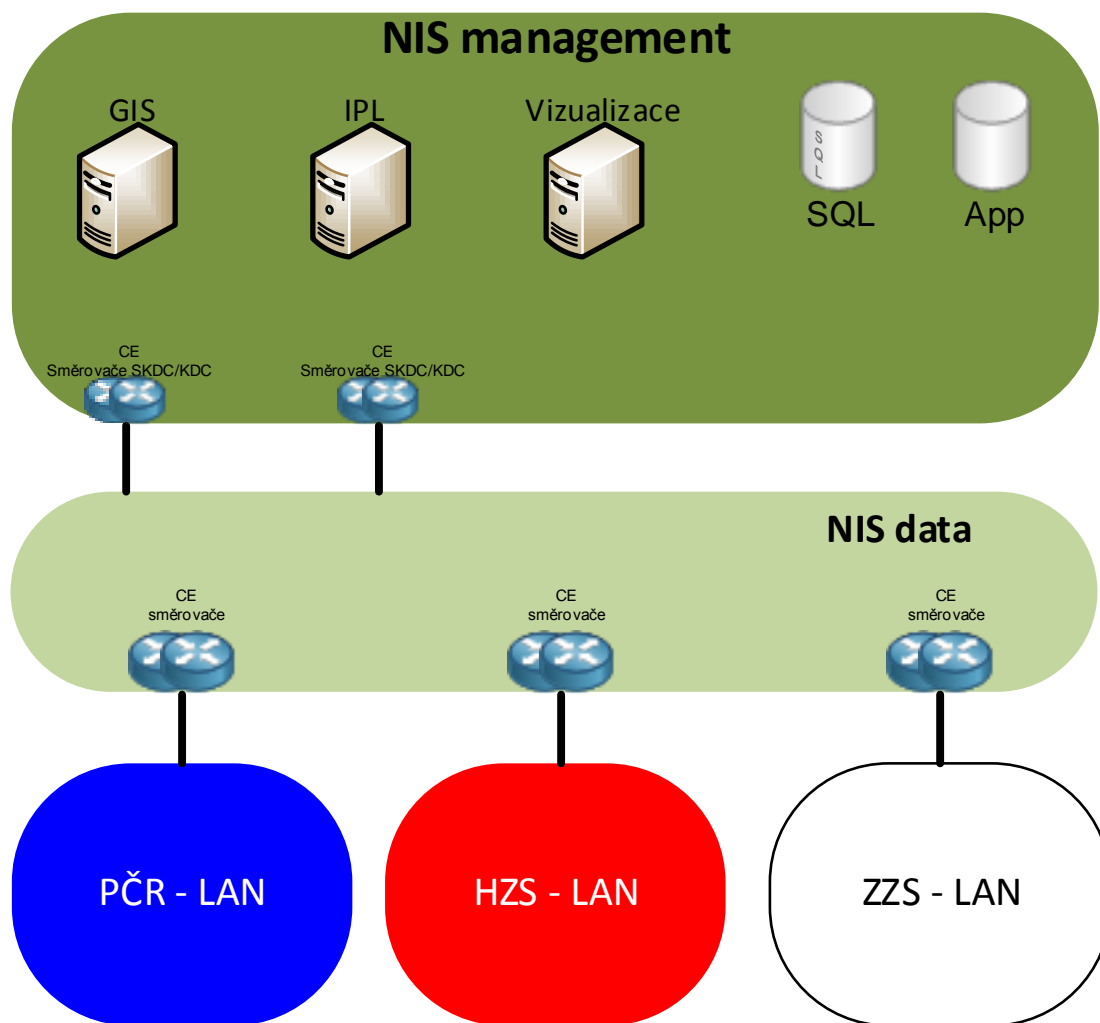 NIS management
GIS
IPL
Vizualizace
SQL
SQL
App
CE
Směrovače SKDC/KDC
CE
Směrovače SKDC/KDC
NIS data
CE
směrovače
CE
směrovače
CE
směrovače
PČR - LAN
HZS - LAN
ZZS - LAN